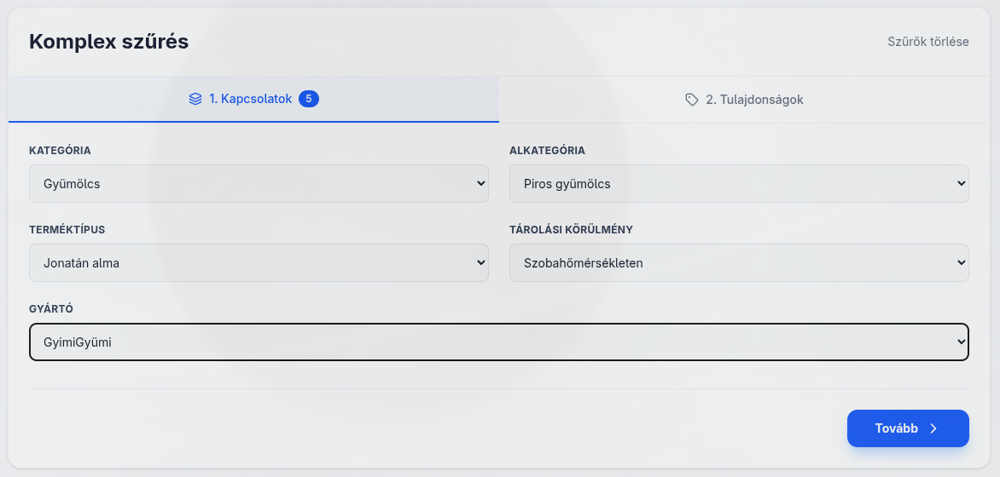 Komplex szűrés
Szűrők törlése
1. Kapcsolatok 5
2. Tulajdonságok
KATEGÓRIA
Gyümölcs
ALKATEGÓRIA
Piros gyümölcs
TERMÉKTÍPUS
Jonatán alma
TÁROLÁSI KÖRÜLMÉNY
Szobahőmérsékleten
GYÁRTÓ
GyimiGyümi
Tovább